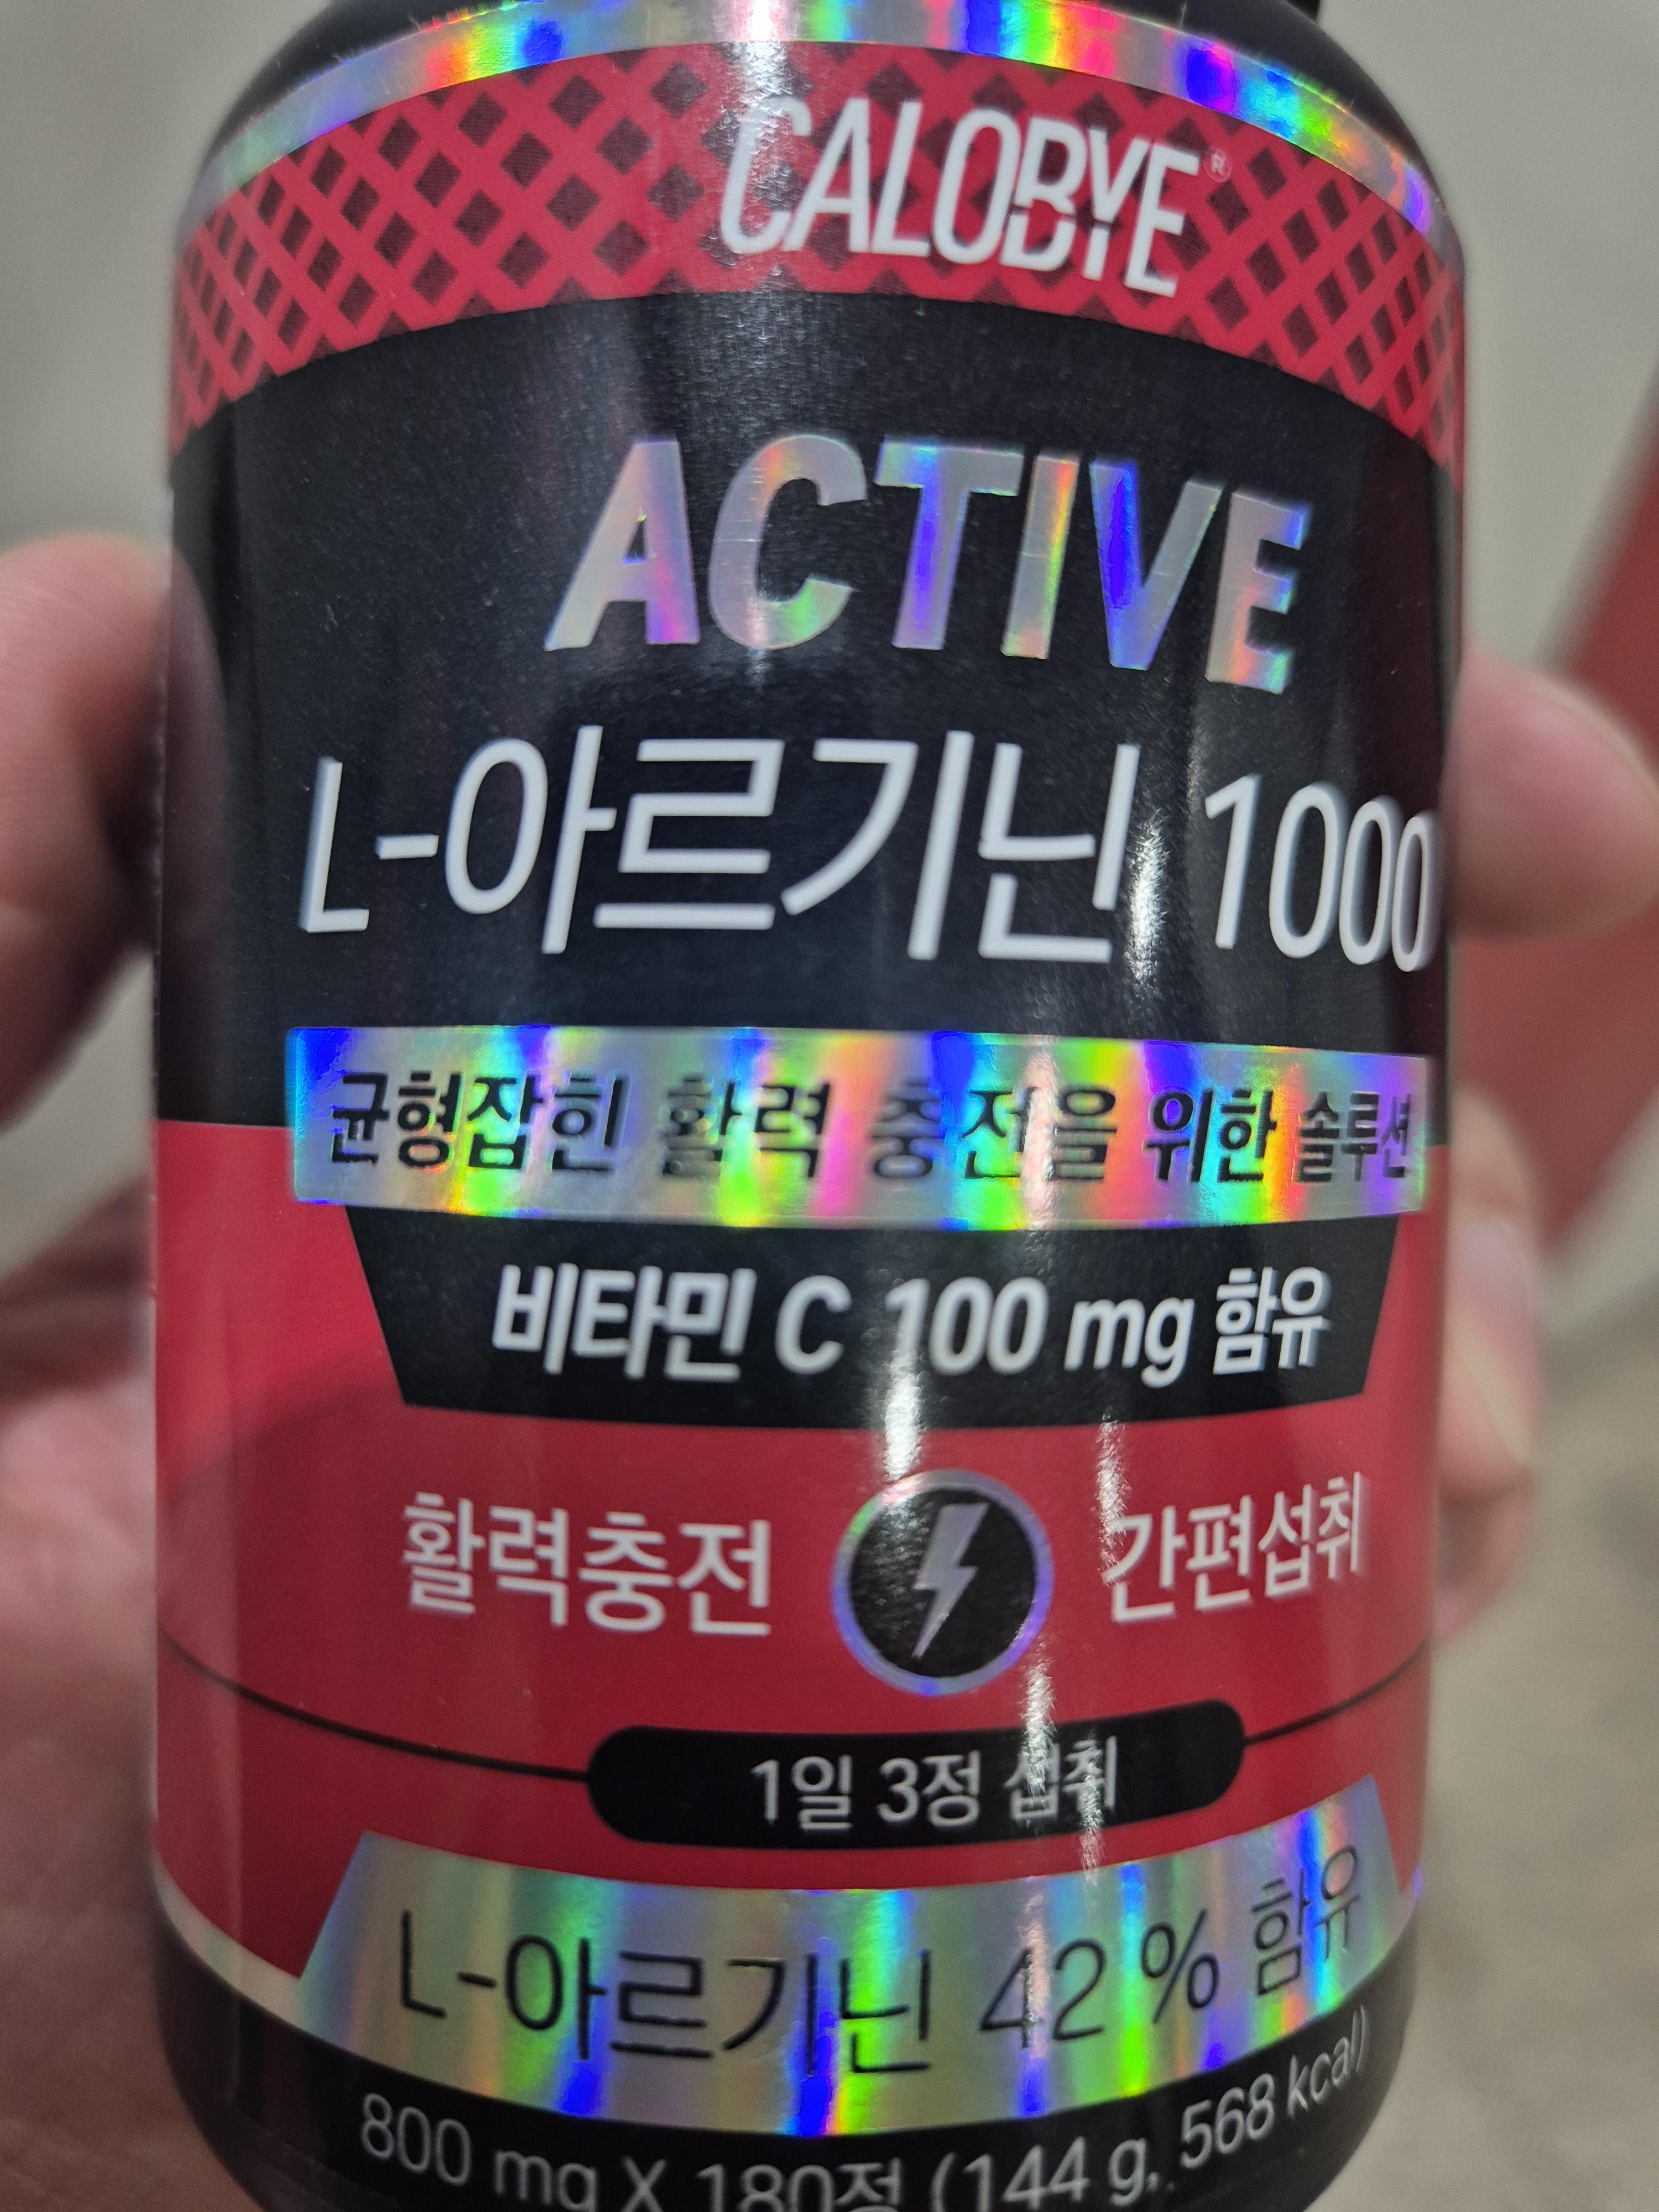 CALOBYE®
ACTIVE
L-아르기닌 1000
균형잡힌 활력 충전을 위한 솔루션
비타민 C 100 mg 함유
활력충전 간편섭취
1일 3정 섭취
L-아르기닌 42 % 함유
800 mg X 180정 (144 g, 568 kcal)